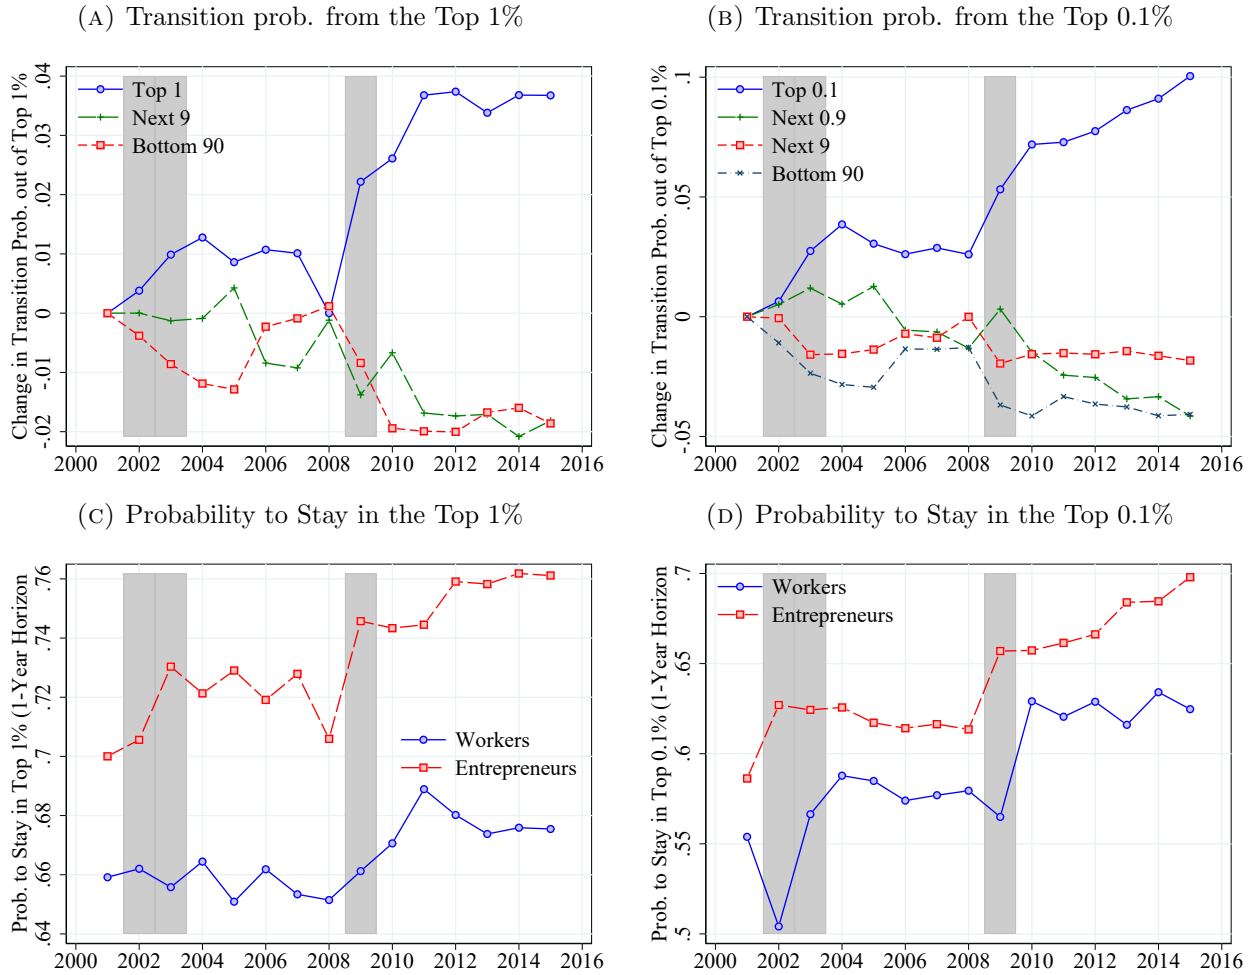 (A) Transition prob. from the Top 1%
Change in Transition Prob. out of Top 1%
.04
.03
.02
.01
0
-.01
-.02
Top 1
Next 9
Bottom 90
2000 2002 2004 2006 2008 2010 2012 2014 2016
(B) Transition prob. from the Top 0.1%
Change in Transition Prob. out of Top 0.1%
.1
.05
0
-.05
Top 0.1
Next 0.9
Next 9
Bottom 90
2000 2002 2004 2006 2008 2010 2012 2014 2016
(C) Probability to Stay in the Top 1%
Prob. to Stay in Top 1% (1-Year Horizon
.76
.74
.72
.7
.68
.66
.64
Workers
Entrepreneurs
2000 2002 2004 2006 2008 2010 2012 2014 2016
(D) Probability to Stay in the Top 0.1%
Prob. to Stay in Top 0.1% (1-Year Horizon
.7
.65
.6
.55
.5
Workers
Entrepreneurs
2000 2002 2004 2006 2008 2010 2012 2014 2016